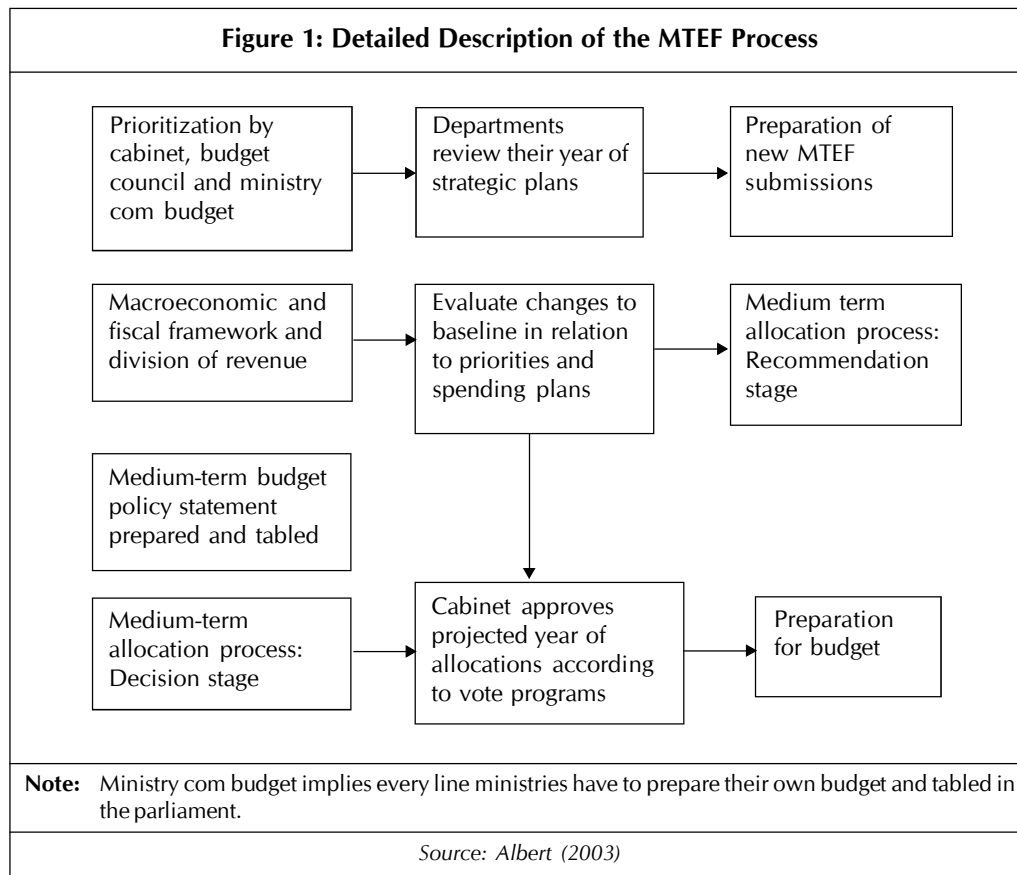 Figure 1: Detailed Description of the MTEF Process
Prioritization by
cabinet, budget
council and ministry
com budget
Departments
review their year of
strategic plans
Preparation of
new MTEF
submissions
Macroeconomic and
fiscal framework and
division of revenue
Evaluate changes to
baseline in relation
to priorities and
spending plans
Medium term
allocation process:
Recommendation
stage
Medium-term budget
policy statement
prepared and tabled
Medium-term
allocation process:
Decision stage
Cabinet approves
projected year of
allocations according
to vote programs
Preparation
for budget
Note: Ministry com budget implies every line ministries have to prepare their own budget and tabled in
the parliament.
Source: Albert (2003)